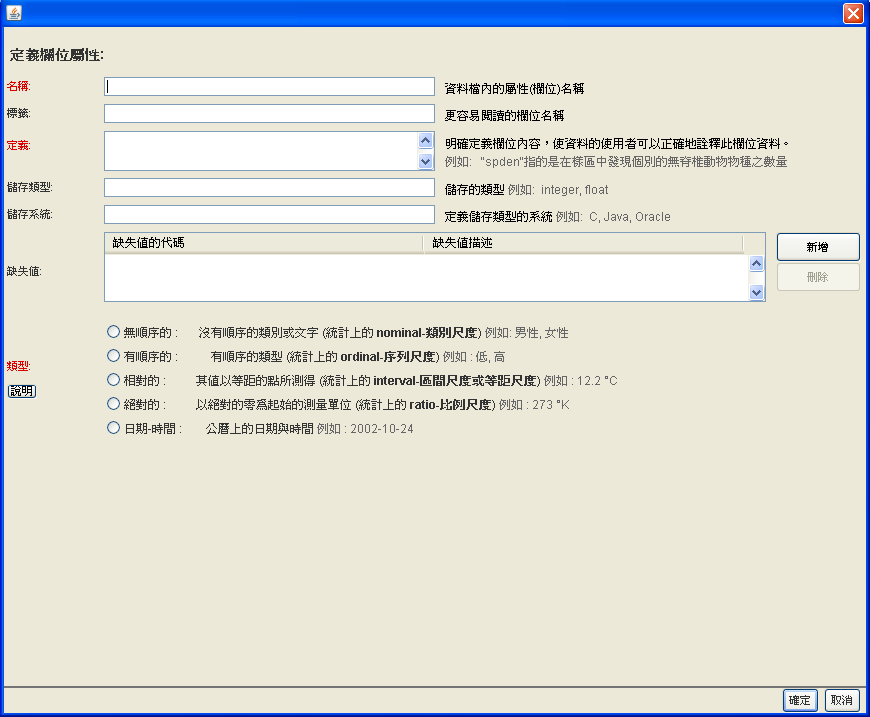 定義欄位屬性:
名稱: 資料檔內的屬性(欄位)名稱
標籤: 更容易閱讀的欄位名稱
定義: 明確定義欄位內容，使資料的使用者可以正確地詮釋此欄位資料。
例如: "spden"指的是在樣區中發現個別的無脊椎動物物種之數量
儲存類型: 儲存的類型 例如: integer, float
儲存系統: 定義儲存類型的系統 例如: C, Java, Oracle
缺失值的代碼 缺失值描述 新增
缺失值: 刪除
無順序的 : 沒有順序的類別或文字 (統計上的 nominal-類別尺度) 例如: 男性, 女性
有順序的 : 有順序的類型 (統計上的 ordinal-序列尺度) 例如 : 低, 高
類型:
相對的 : 其值以等距的點所測得 (統計上的 interval-區間尺度或等距尺度) 例如 : 12.2 °C
說明
絕對的 : 以絕對的零爲起始的測量單位 (統計上的 ratio-比例尺度) 例如 : 273 °K
日期-時間 : 公曆上的日期與時間 例如 : 2002-10-24
確定 取消